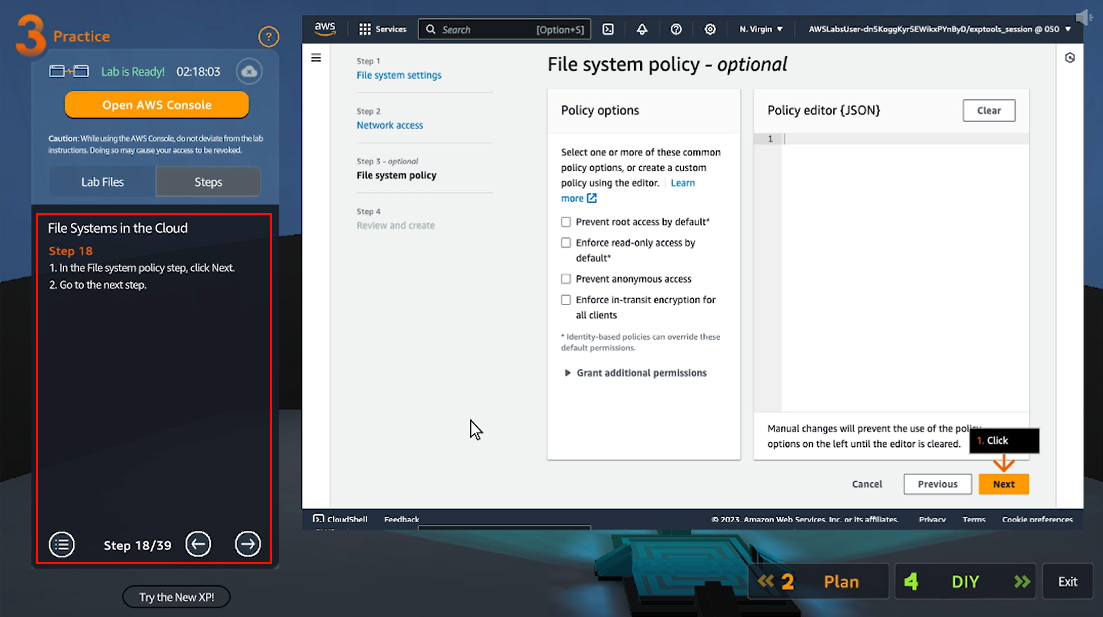 3 Practice
?
Lab is Ready! 02:18:03
Open AWS Console
Caution: While using the AWS Console, do not deviate from the lab
instructions. Doing so may cause your access to be revoked.
Lab Files
Steps
File Systems in the Cloud
Step 18
1. In the File system policy step, click Next.
2. Go to the next step.
Step 18/39
Try the New XP!
aws
Services
Search
[Option+S]
N. Virgin
AWSLabsUser-dn5KoggKyr5EWikxPYnByD/exptools_session @ 050
Step 1
File system settings
Step 2
Network access
Step 3 - optional
File system policy
Step 4
Review and create
File system policy - optional
Policy options
Select one or more of these common
policy options, or create a custom
policy using the editor. Learn
more
Prevent root access by default*
Enforce read-only access by
default*
Prevent anonymous access
Enforce in-transit encryption for
all clients
* Identity-based policies can override these
default permissions.
Grant additional permissions
Policy editor {JSON}
Clear
1
Manual changes will prevent the use of the policy
options on the left until the editor is cleared.
1. Click
Cancel
Previous
Next
CloudShell
Feedback
© 2023, Amazon Web Services, Inc. or its affiliates.
Privacy
Terms
Cookie preferences
2 Plan
4 DIY
Exit